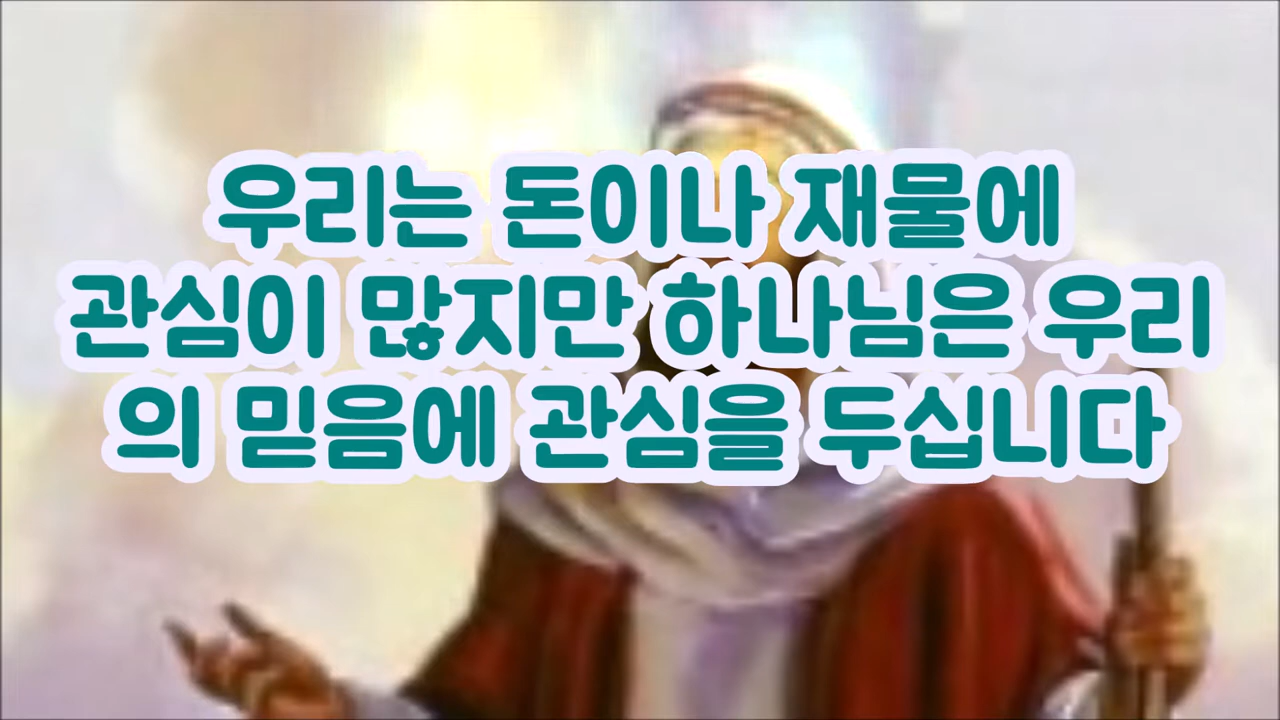 우리는 돈이나 재물에
관심이 많지만 하나님은 우리
의 믿음에 관심을 두십니다